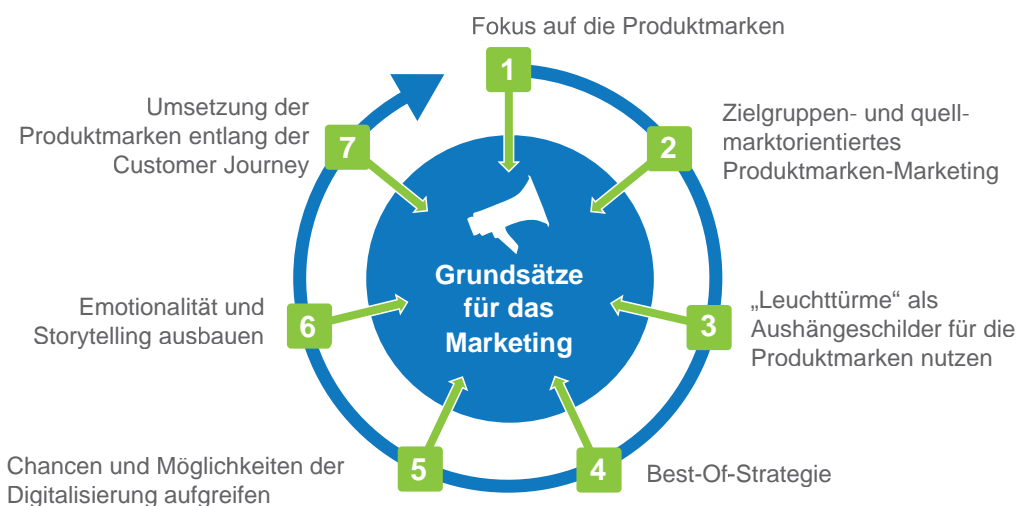 Fokus auf die Produktmarken
1
Zielgruppen- und quell-
marktorientiertes
Produktmarken-Marketing
2
„Leuchttürme“ als
Aushängeschilder für die
Produktmarken nutzen
3
Best-Of-Strategie
4
Chancen und Möglichkeiten der
Digitalisierung aufgreifen
5
Emotionalität und
Storytelling ausbauen
6
Umsetzung der
Produktmarken entlang der
Customer Journey
7
Grundsätze
für das
Marketing